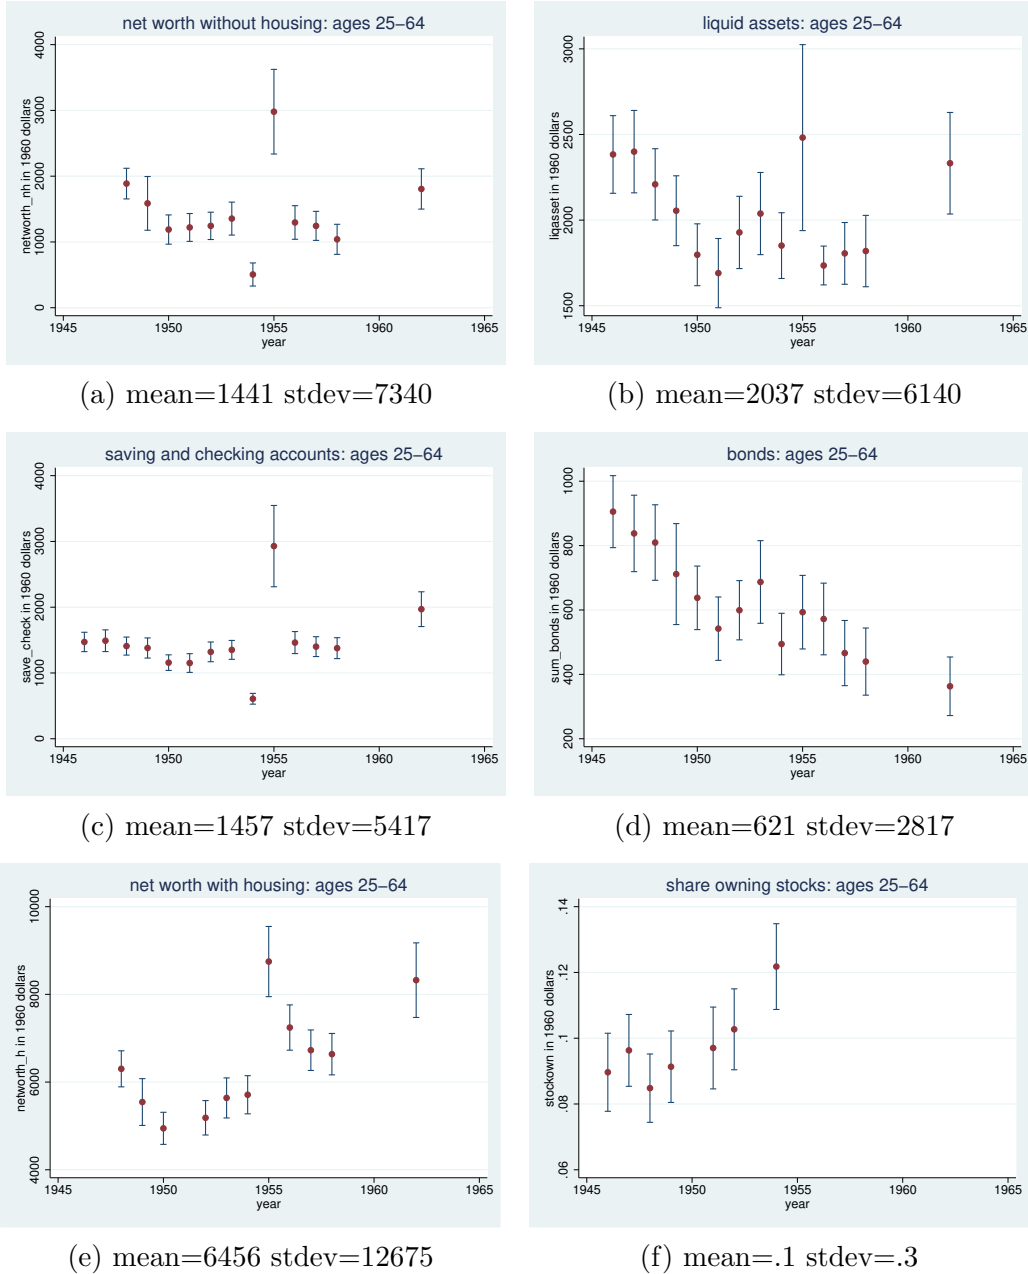 net worth without housing: ages 25−64
networth_nh in 1960 dollars
4000
3000
2000
1000
0
1945 1950 1955 1960 1965
year
(a) mean=1441 stdev=7340
liquid assets: ages 25−64
liqasset in 1960 dollars
3000
2500
2000
1500
1945 1950 1955 1960 1965
year
(b) mean=2037 stdev=6140
saving and checking accounts: ages 25−64
save_check in 1960 dollars
4000
3000
2000
1000
0
1945 1950 1955 1960 1965
year
(c) mean=1457 stdev=5417
bonds: ages 25−64
sum_bonds in 1960 dollars
1000
800
600
400
200
1945 1950 1955 1960 1965
year
(d) mean=621 stdev=2817
net worth with housing: ages 25−64
networth_h in 1960 dollars
10000
8000
6000
4000
1945 1950 1955 1960 1965
year
(e) mean=6456 stdev=12675
share owning stocks: ages 25−64
stockown in 1960 dollars
.14
.12
.1
.08
.06
1945 1950 1955 1960 1965
year
(f) mean=.1 stdev=.3